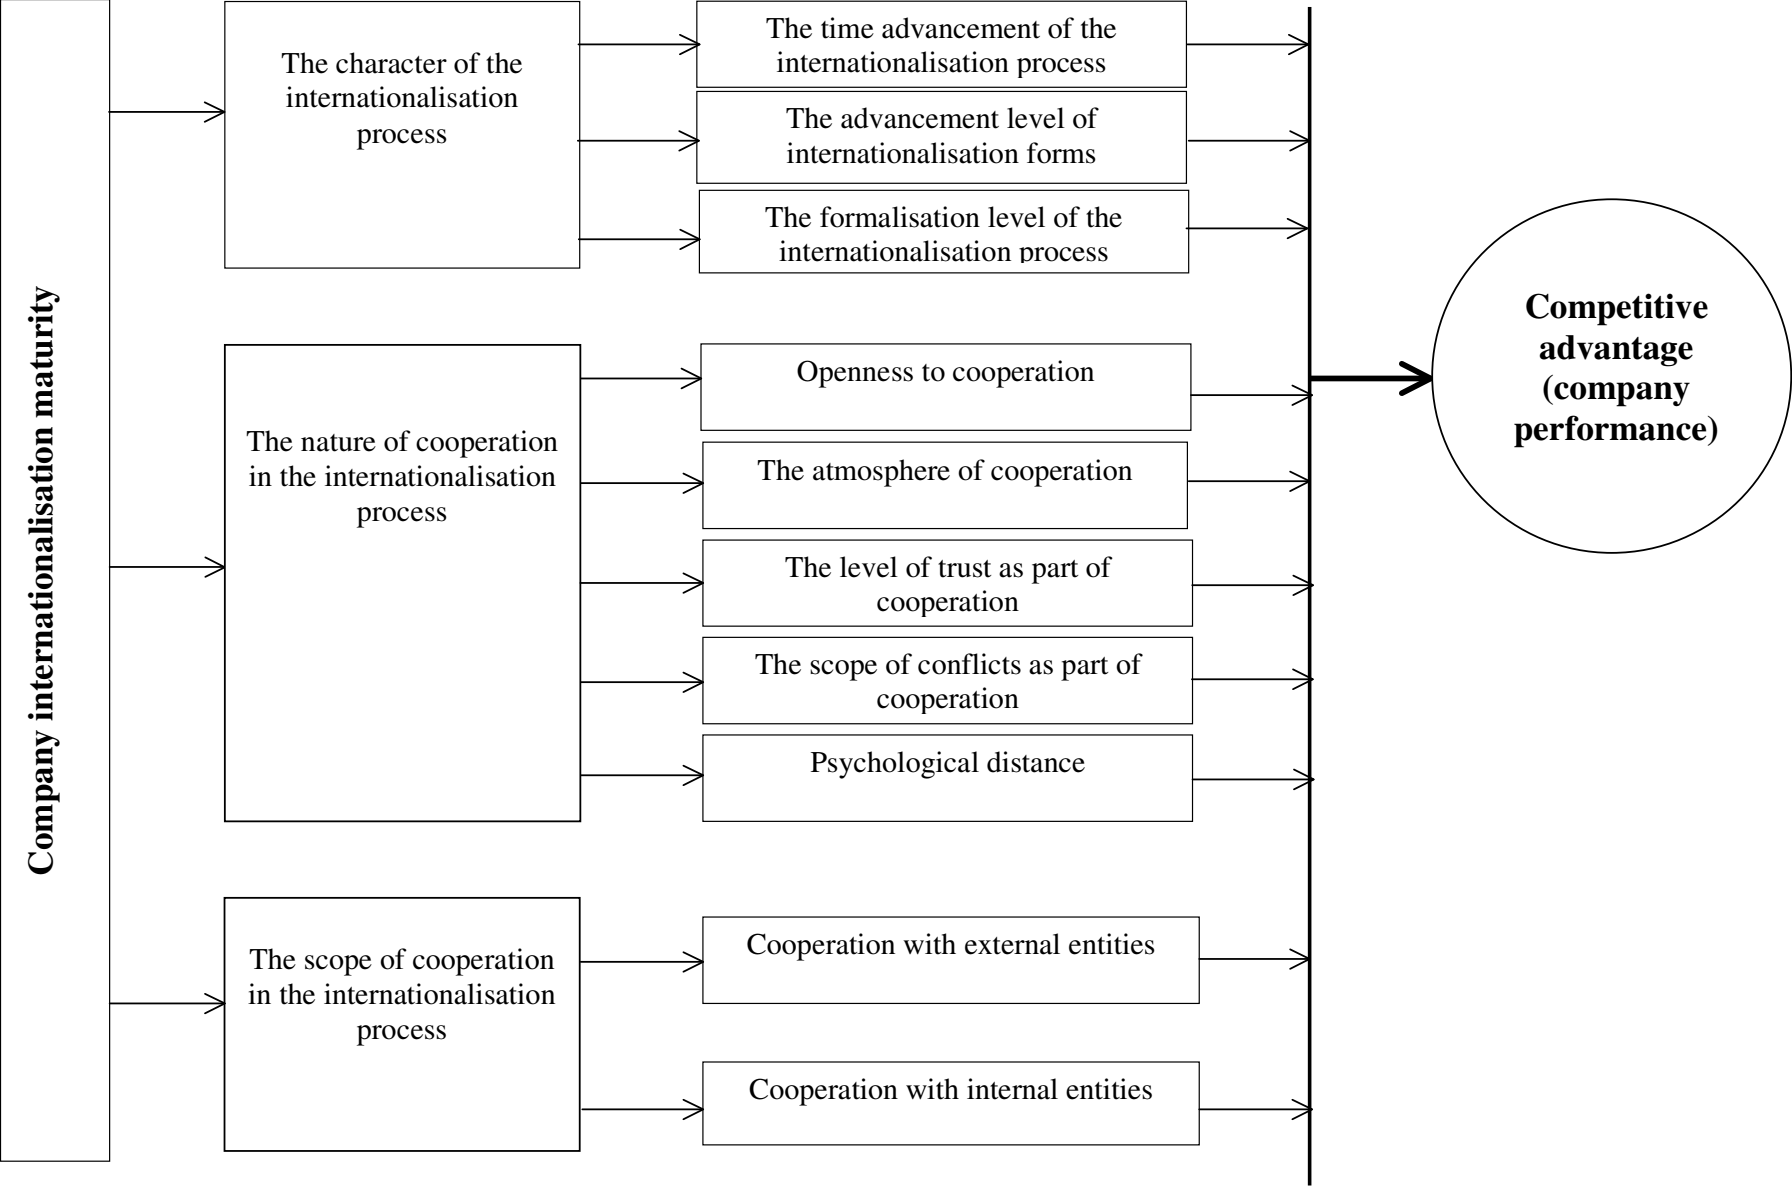 Company internationalisation maturity
The character of the
internationalisation
process
The time advancement of the
internationalisation process
The advancement level of
internationalisation forms
The formalisation level of the
internationalisation process
The nature of cooperation
in the internationalisation
process
Openness to cooperation
The atmosphere of cooperation
The level of trust as part of
cooperation
The scope of conflicts as part of
cooperation
Psychological distance
The scope of cooperation
in the internationalisation
process
Cooperation with external entities
Cooperation with internal entities
Competitive
advantage
(company
performance)